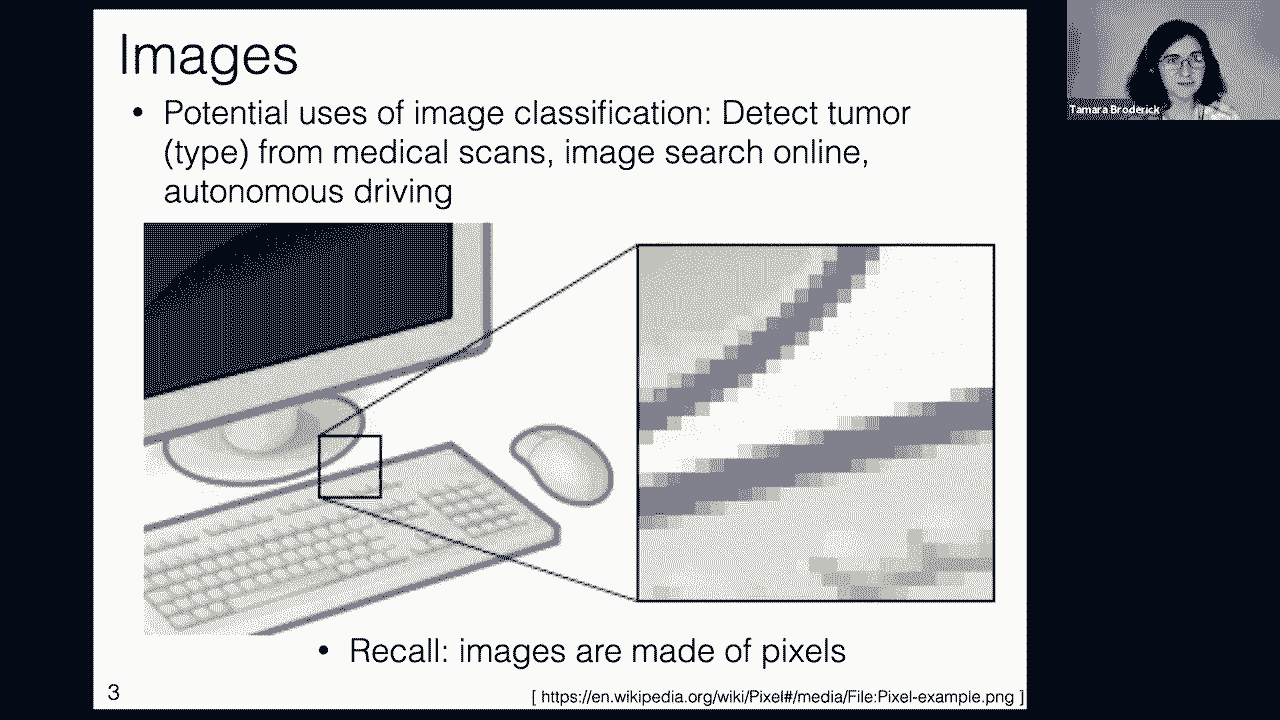 Images
• Potential uses of image classification: Detect tumor
(type) from medical scans, image search online,
autonomous driving
• Recall: images are made of pixels
3
[ https://en.wikipedia.org/wiki/Pixel#/media/File:Pixel-example.png ]
Tamara Broderick